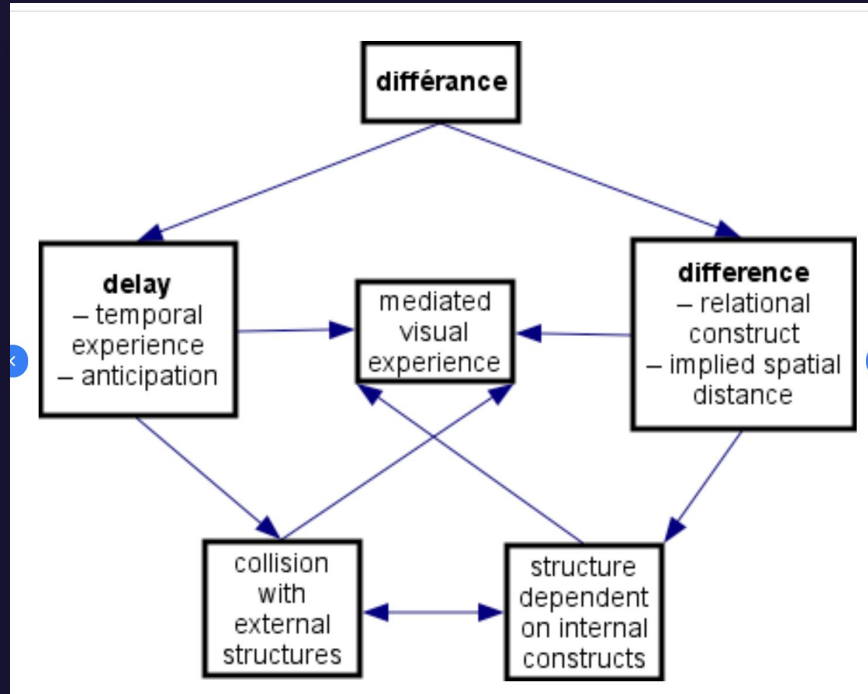 différance
delay
– temporal
experience
– anticipation
mediated
visual
experience
difference
– relational
construct
– implied spatial
distance
collision
with
external
structures
structure
dependent
on internal
constructs